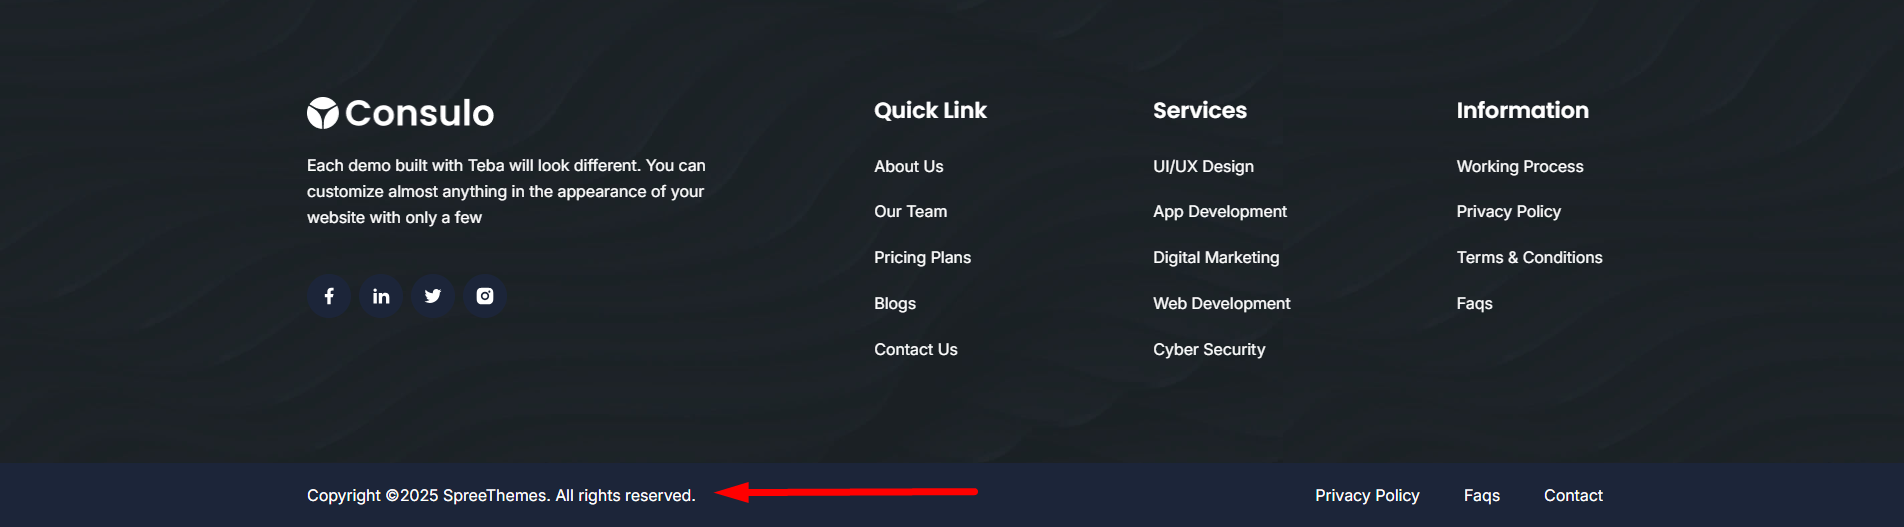 Consulo
Each demo built with Teba will look different. You can
customize almost anything in the appearance of your
website with only a few
Quick Link
About Us
Our Team
Pricing Plans
Blogs
Contact Us
Services
UI/UX Design
App Development
Digital Marketing
Web Development
Cyber Security
Information
Working Process
Privacy Policy
Terms & Conditions
Faqs
Copyright ©2025 SpreeThemes. All rights reserved.
Privacy Policy Faqs Contact